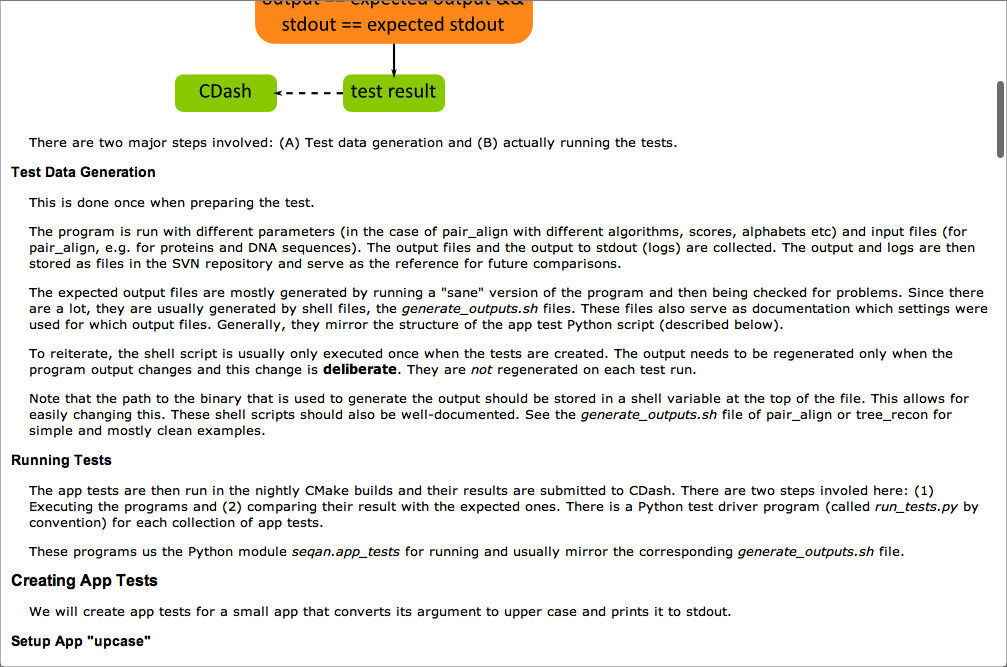 output == expected output &&
stdout == expected stdout
CDash
test result
There are two major steps involved: (A) Test data generation and (B) actually running the tests.
Test Data Generation
This is done once when preparing the test.
The program is run with different parameters (in the case of pair_align with different algorithms, scores, alphabets etc) and input files (for
pair_align, e.g. for proteins and DNA sequences). The output files and the output to stdout (logs) are collected. The output and logs are then
stored as files in the SVN repository and serve as the reference for future comparisons.
The expected output files are mostly generated by running a "sane" version of the program and then being checked for problems. Since there
are a lot, they are usually generated by shell files, the generate_outputs.sh files. These files also serve as documentation which settings were
used for which output files. Generally, they mirror the structure of the app test Python script (described below).
To reiterate, the shell script is usually only executed once when the tests are created. The output needs to be regenerated only when the
program output changes and this change is deliberate. They are not regenerated on each test run.
Note that the path to the binary that is used to generate the output should be stored in a shell variable at the top of the file. This allows for
easily changing this. These shell scripts should also be well-documented. See the generate_outputs.sh file of pair_align or tree_recon for
simple and mostly clean examples.
Running Tests
The app tests are then run in the nightly CMake builds and their results are submitted to CDash. There are two steps involed here: (1)
Executing the programs and (2) comparing their result with the expected ones. There is a Python test driver program (called run_tests.py by
convention) for each collection of app tests.
These programs us the Python module seqan.app_tests for running and usually mirror the corresponding generate_outputs.sh file.
Creating App Tests
We will create app tests for a small app that converts its argument to upper case and prints it to stdout.
Setup App "upcase"